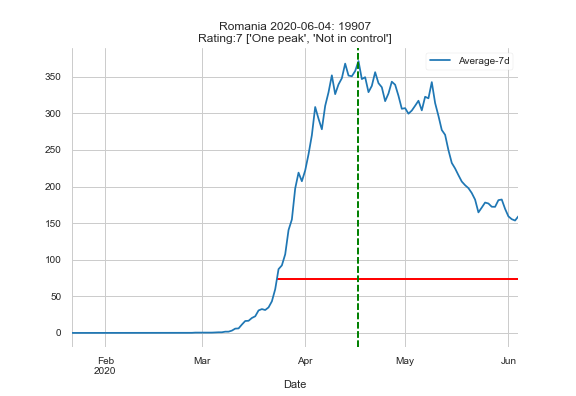 Romania 2020-06-04: 19907
Rating:7 ['One peak', 'Not in control']
Average-7d
350
300
250
200
150
100
50
0
Feb
2020
Mar
Apr
May
Jun
Date